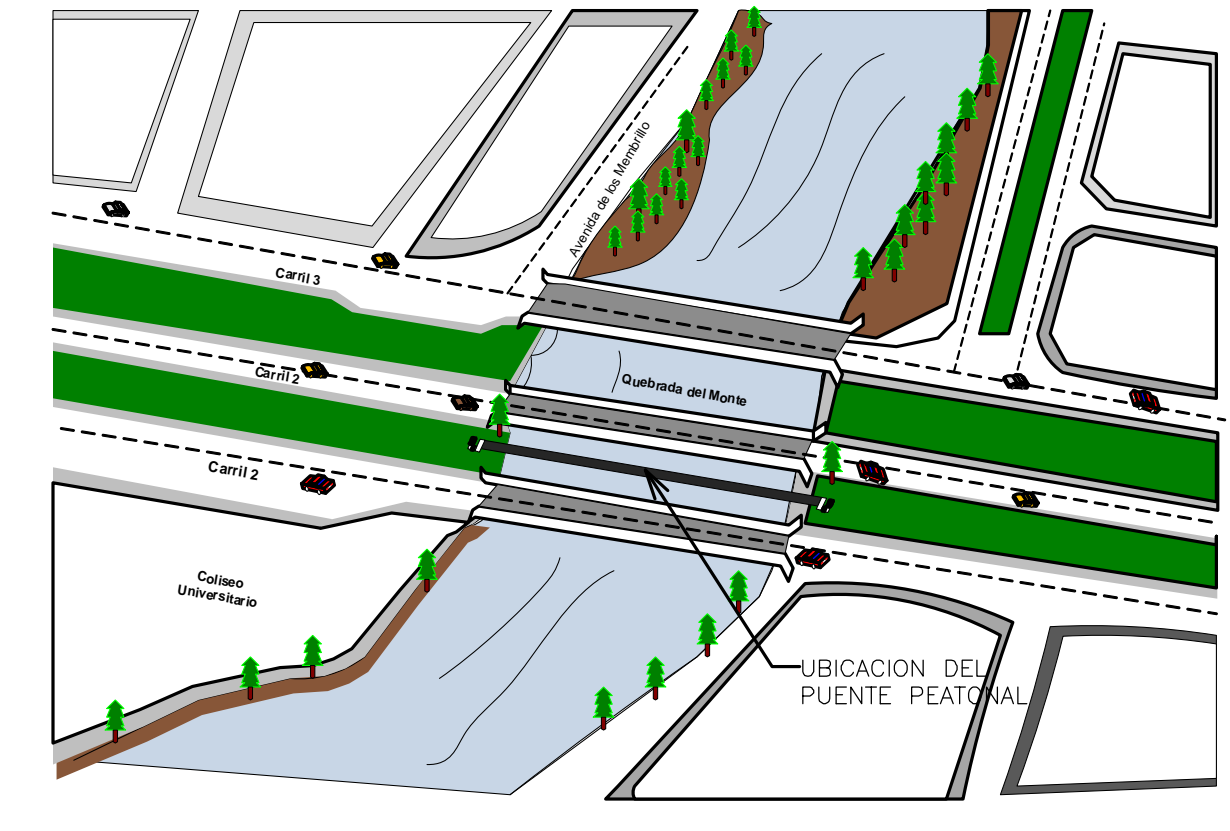 Avenida de los Membrillo
Carril 3
Carril 2
Quebrada del Monte
Carril 2
Coliseo
Universitario
UBICACION DEL
PUENTE PEATONAL